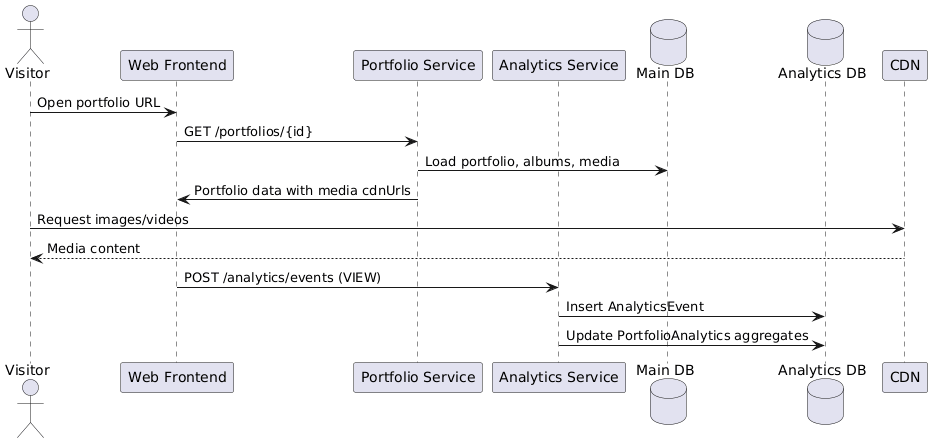 Visitor
Web Frontend
Portfolio Service
Analytics Service
Main DB
Analytics DB
CDN
Open portfolio URL
GET /portfolios/{id}
Load portfolio, albums, media
Portfolio data with media cdnUrls
Request images/videos
Media content
POST /analytics/events (VIEW)
Insert AnalyticsEvent
Update PortfolioAnalytics aggregates
Visitor
Web Frontend
Portfolio Service
Analytics Service
Main DB
Analytics DB
CDN